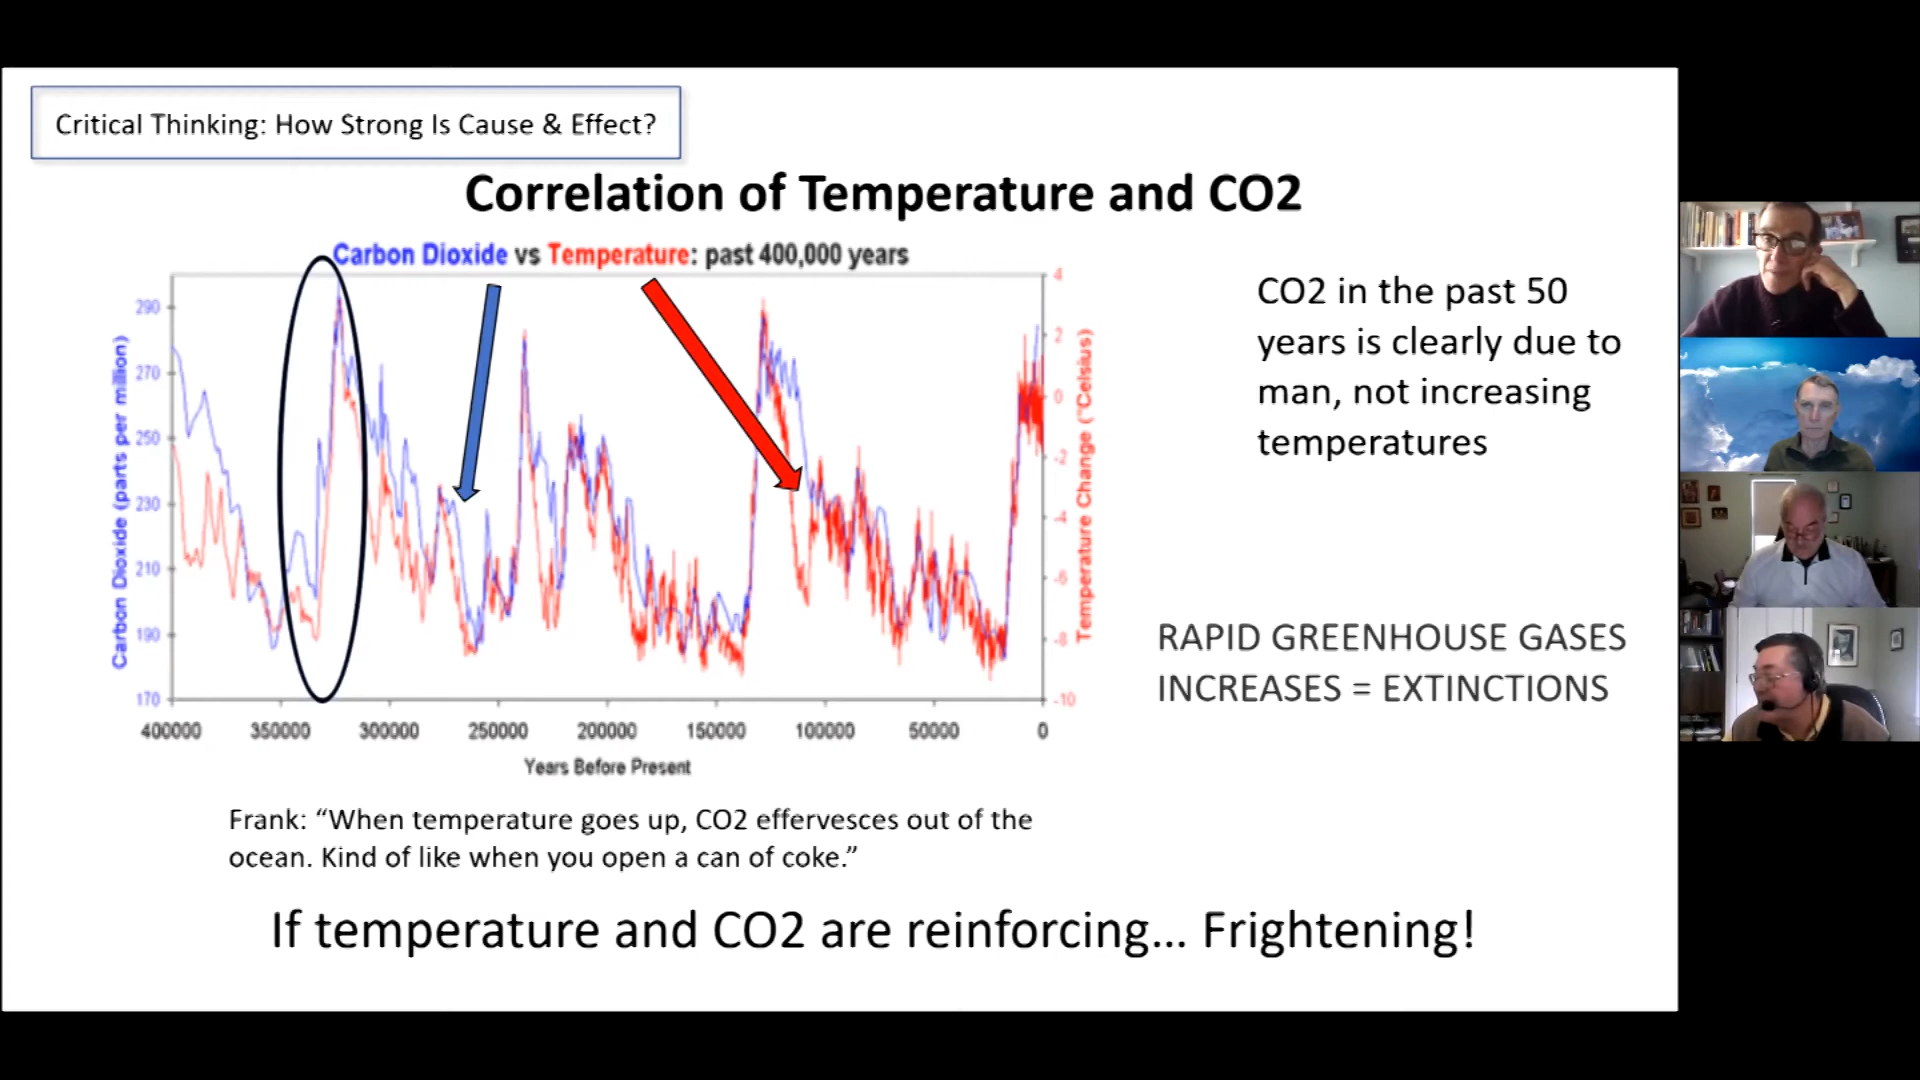 Critical Thinking: How Strong Is Cause & Effect?
Correlation of Temperature and CO2
Carbon Dioxide vs Temperature: past 400,000 years
Carbon Dioxide (parts per million)
290
270
250
230
210
190
170
4
2
0
-2
-4
-6
-8
-10
Temperature Change (°Celsius)
400000 350000 300000 250000 200000 150000 100000 50000 0
Years Before Present
CO2 in the past 50
years is clearly due to
man, not increasing
temperatures
RAPID GREENHOUSE GASES
INCREASES = EXTINCTIONS
Frank: “When temperature goes up, CO2 effervesces out of the
ocean. Kind of like when you open a can of coke.”
If temperature and CO2 are reinforcing... Frightening!